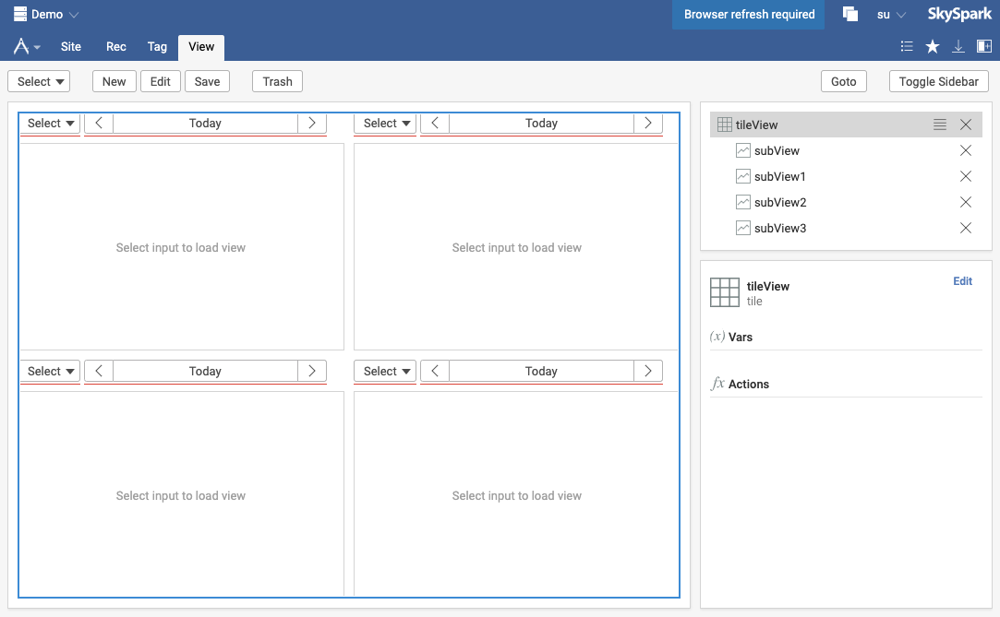 Demo Browser refresh required su SkySpark
Site Rec Tag View
Select New Edit Save Trash Goto Toggle Sidebar
Select Today Select Today
Select input to load view Select input to load view
Select Today Select Today
Select input to load view Select input to load view
tileView
subView
subView1
subView2
subView3
tileView Edit
tile
(x) Vars
fx Actions